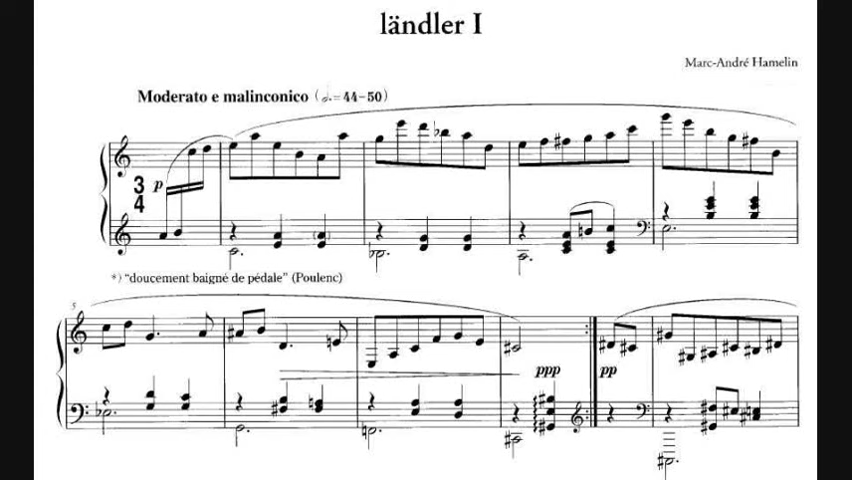 ländler I
Marc-André Hamelin
Moderato e malinconico (𝅗𝅥. = 44-50)
3
4
p
*) "doucement baigné de pédale" (Poulenc)
5
ppp
pp